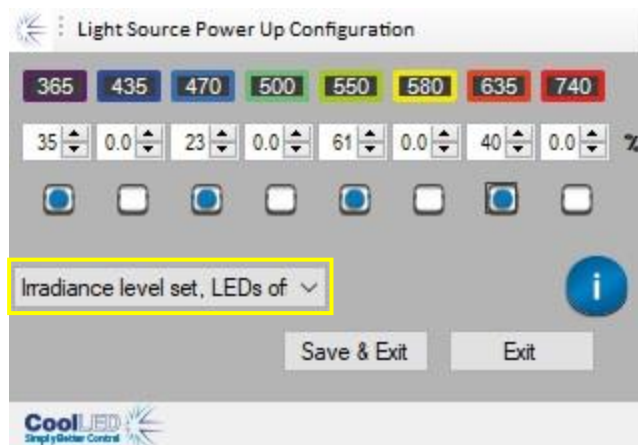 Light Source Power Up Configuration
365 435 470 500 550 580 635 740
35 0.0 23 0.0 61 0.0 40 0.0 %
Irradiance level set, LEDs of
i
Save & Exit Exit
CoolLED
Simply Better Control